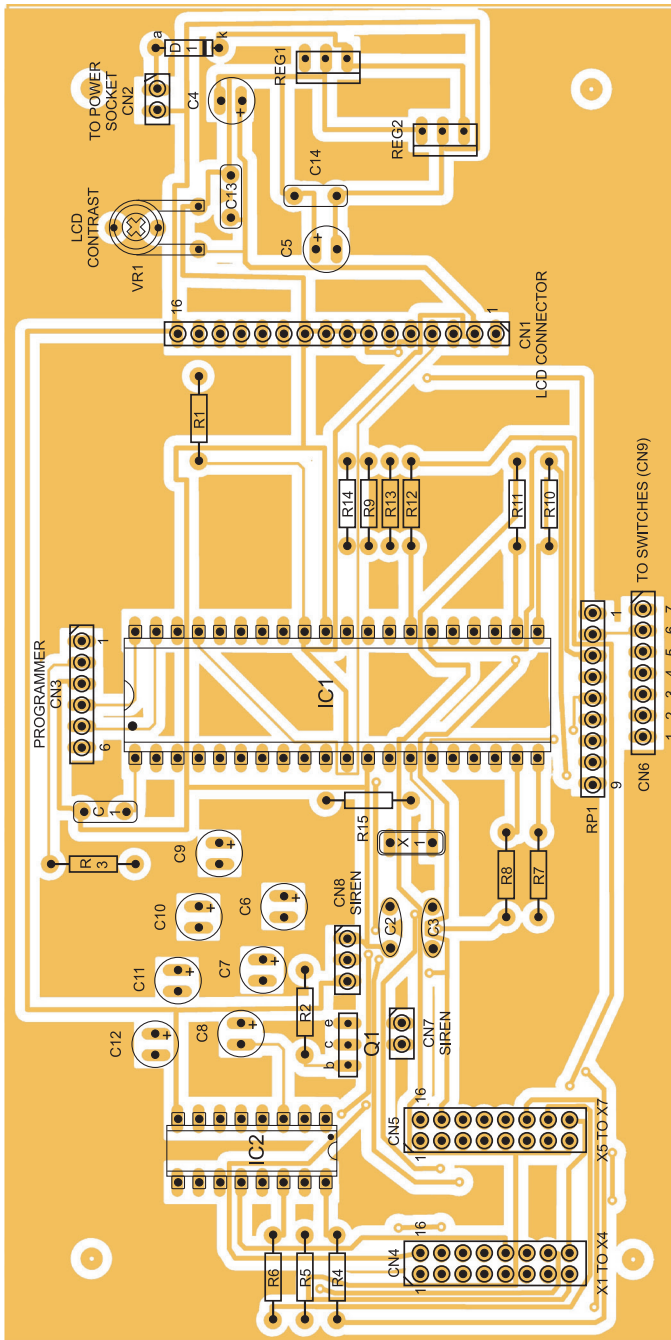 a
D
1
k
TO POWER
SOCKET
CN2
C4
+
REG1
REG2
LCD
CONTRAST
VR1
C13
C14
C5
+
16
1
CN1
LCD CONNECTOR
R1
R14
R9
R13
R12
R11
R10
TO SWITCHES (CN9)
PROGRAMMER
CN3
1
6
IC1
1
RP1
9
7
6
5
4
3
2
1
CN6
C
1
R
3
R15
X
1
R8
R7
C9
+
C10
+
C6
+
C11
+
C7
+
C12
+
C8
+
CN8
SIREN
C2
C3
R2
e
c
b
Q1
CN7
SIREN
IC2
16
CN5
1
X5 TO X7
R6
R5
R4
16
CN4
1
X1 TO X4